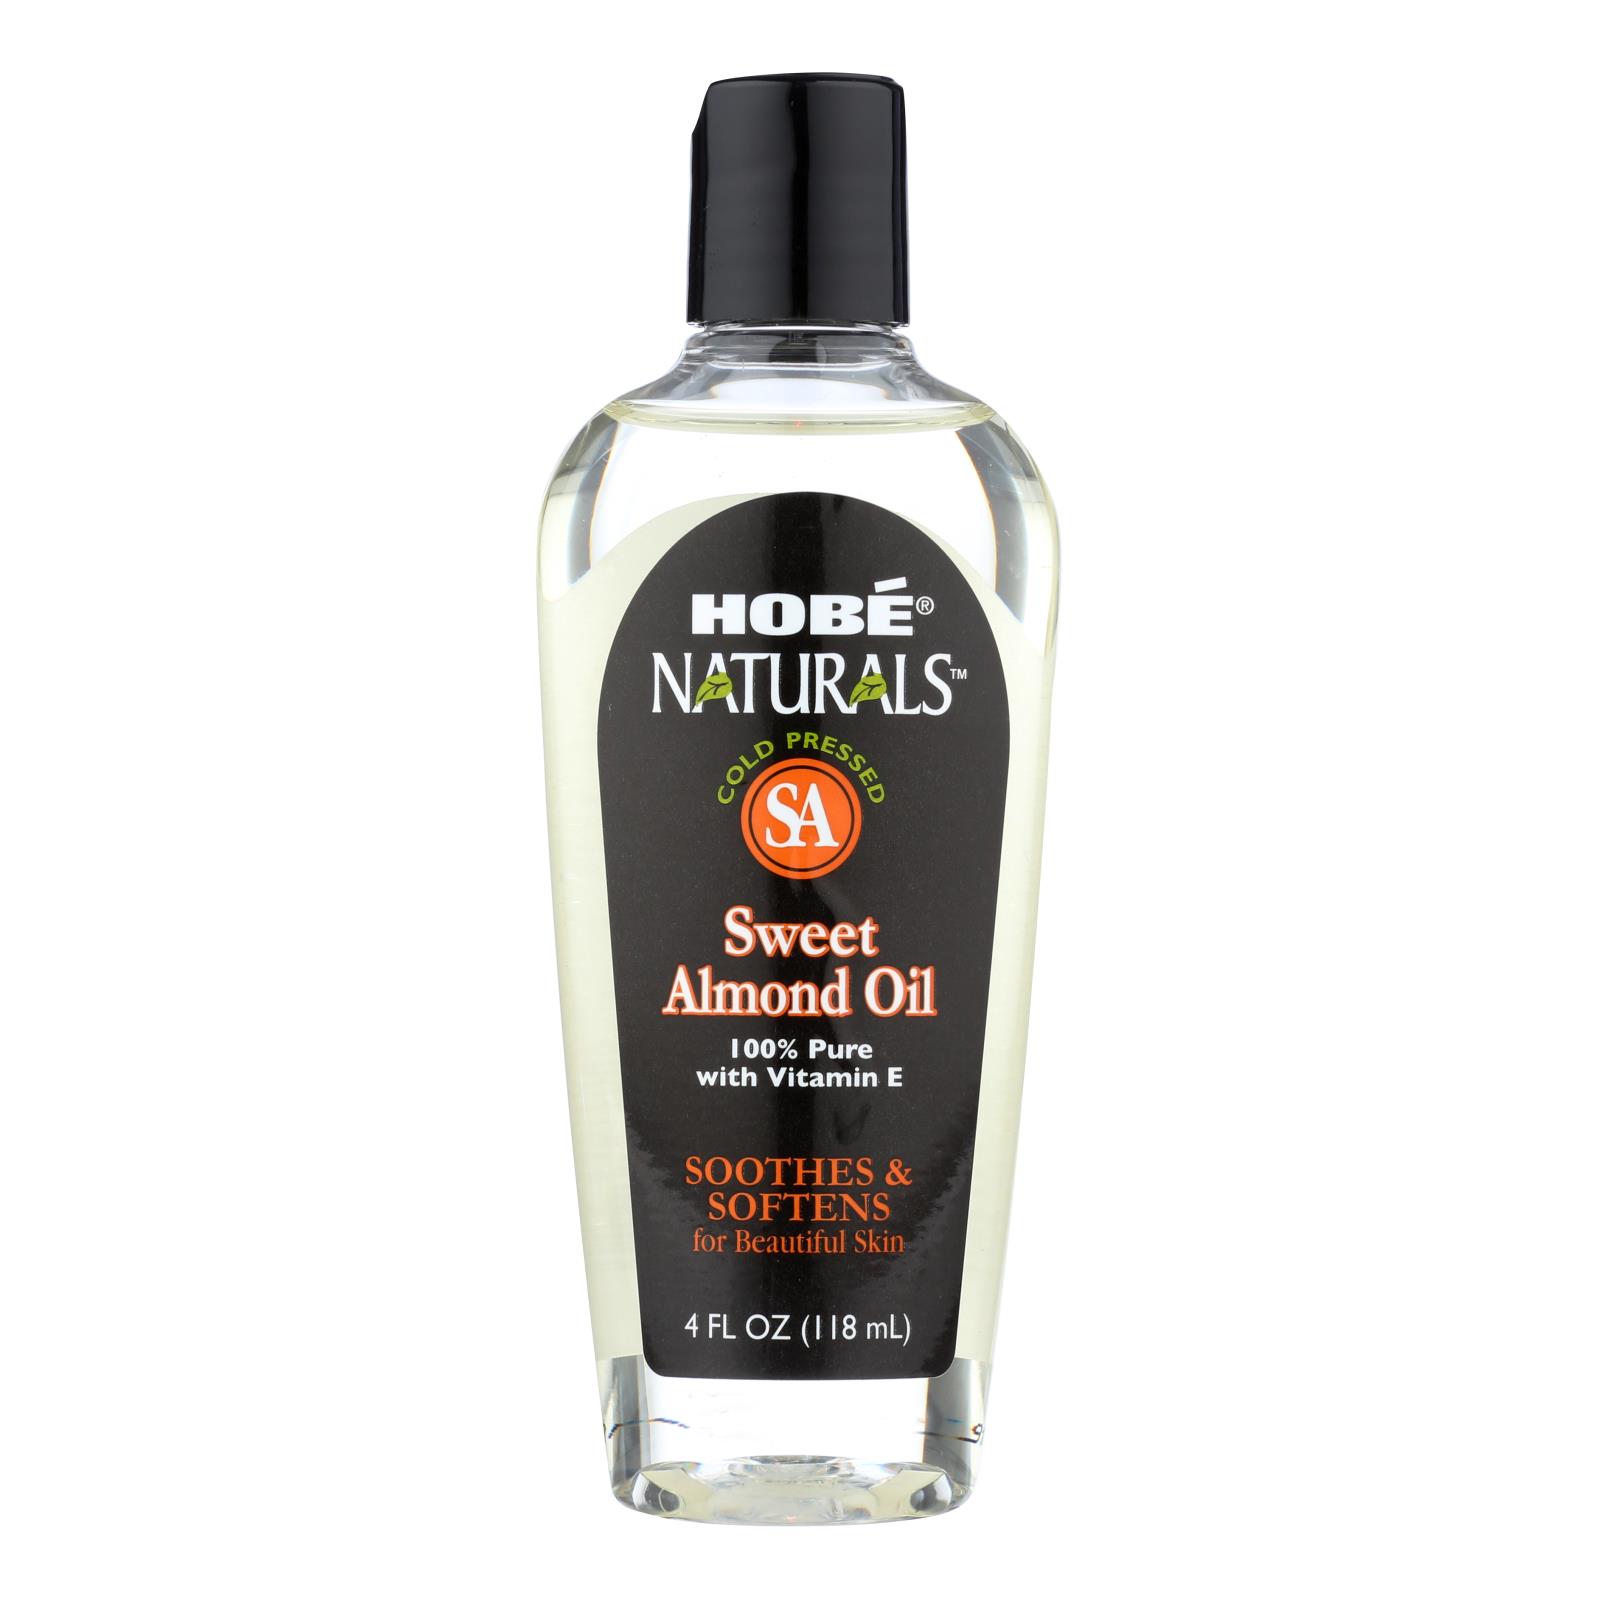 HOBÉ®
NATURALS™
COLD PRESSED
SA
Sweet
Almond Oil
100% Pure
with Vitamin E
SOOTHES &
SOFTENS
for Beautiful Skin
4 FL OZ (118 mL)